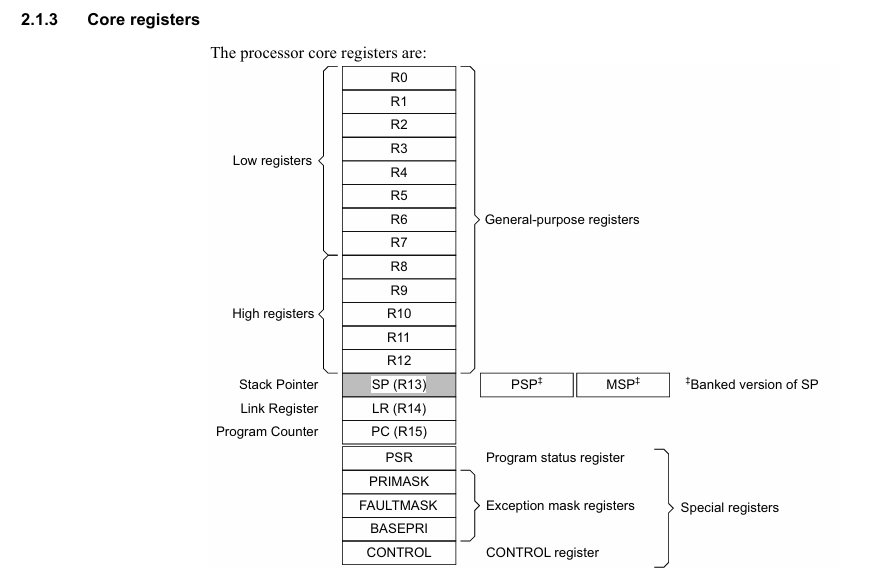 2.1.3 Core registers
The processor core registers are:
R0
R1
R2
R3
Low registers
R4
R5
R6
General-purpose registers
R7
R8
R9
High registers
R10
R11
R12
Stack Pointer SP (R13) PSP‡ MSP‡ ‡Banked version of SP
Link Register LR (R14)
Program Counter PC (R15)
PSR Program status register
PRIMASK
FAULTMASK Exception mask registers Special registers
BASEPRI
CONTROL CONTROL register